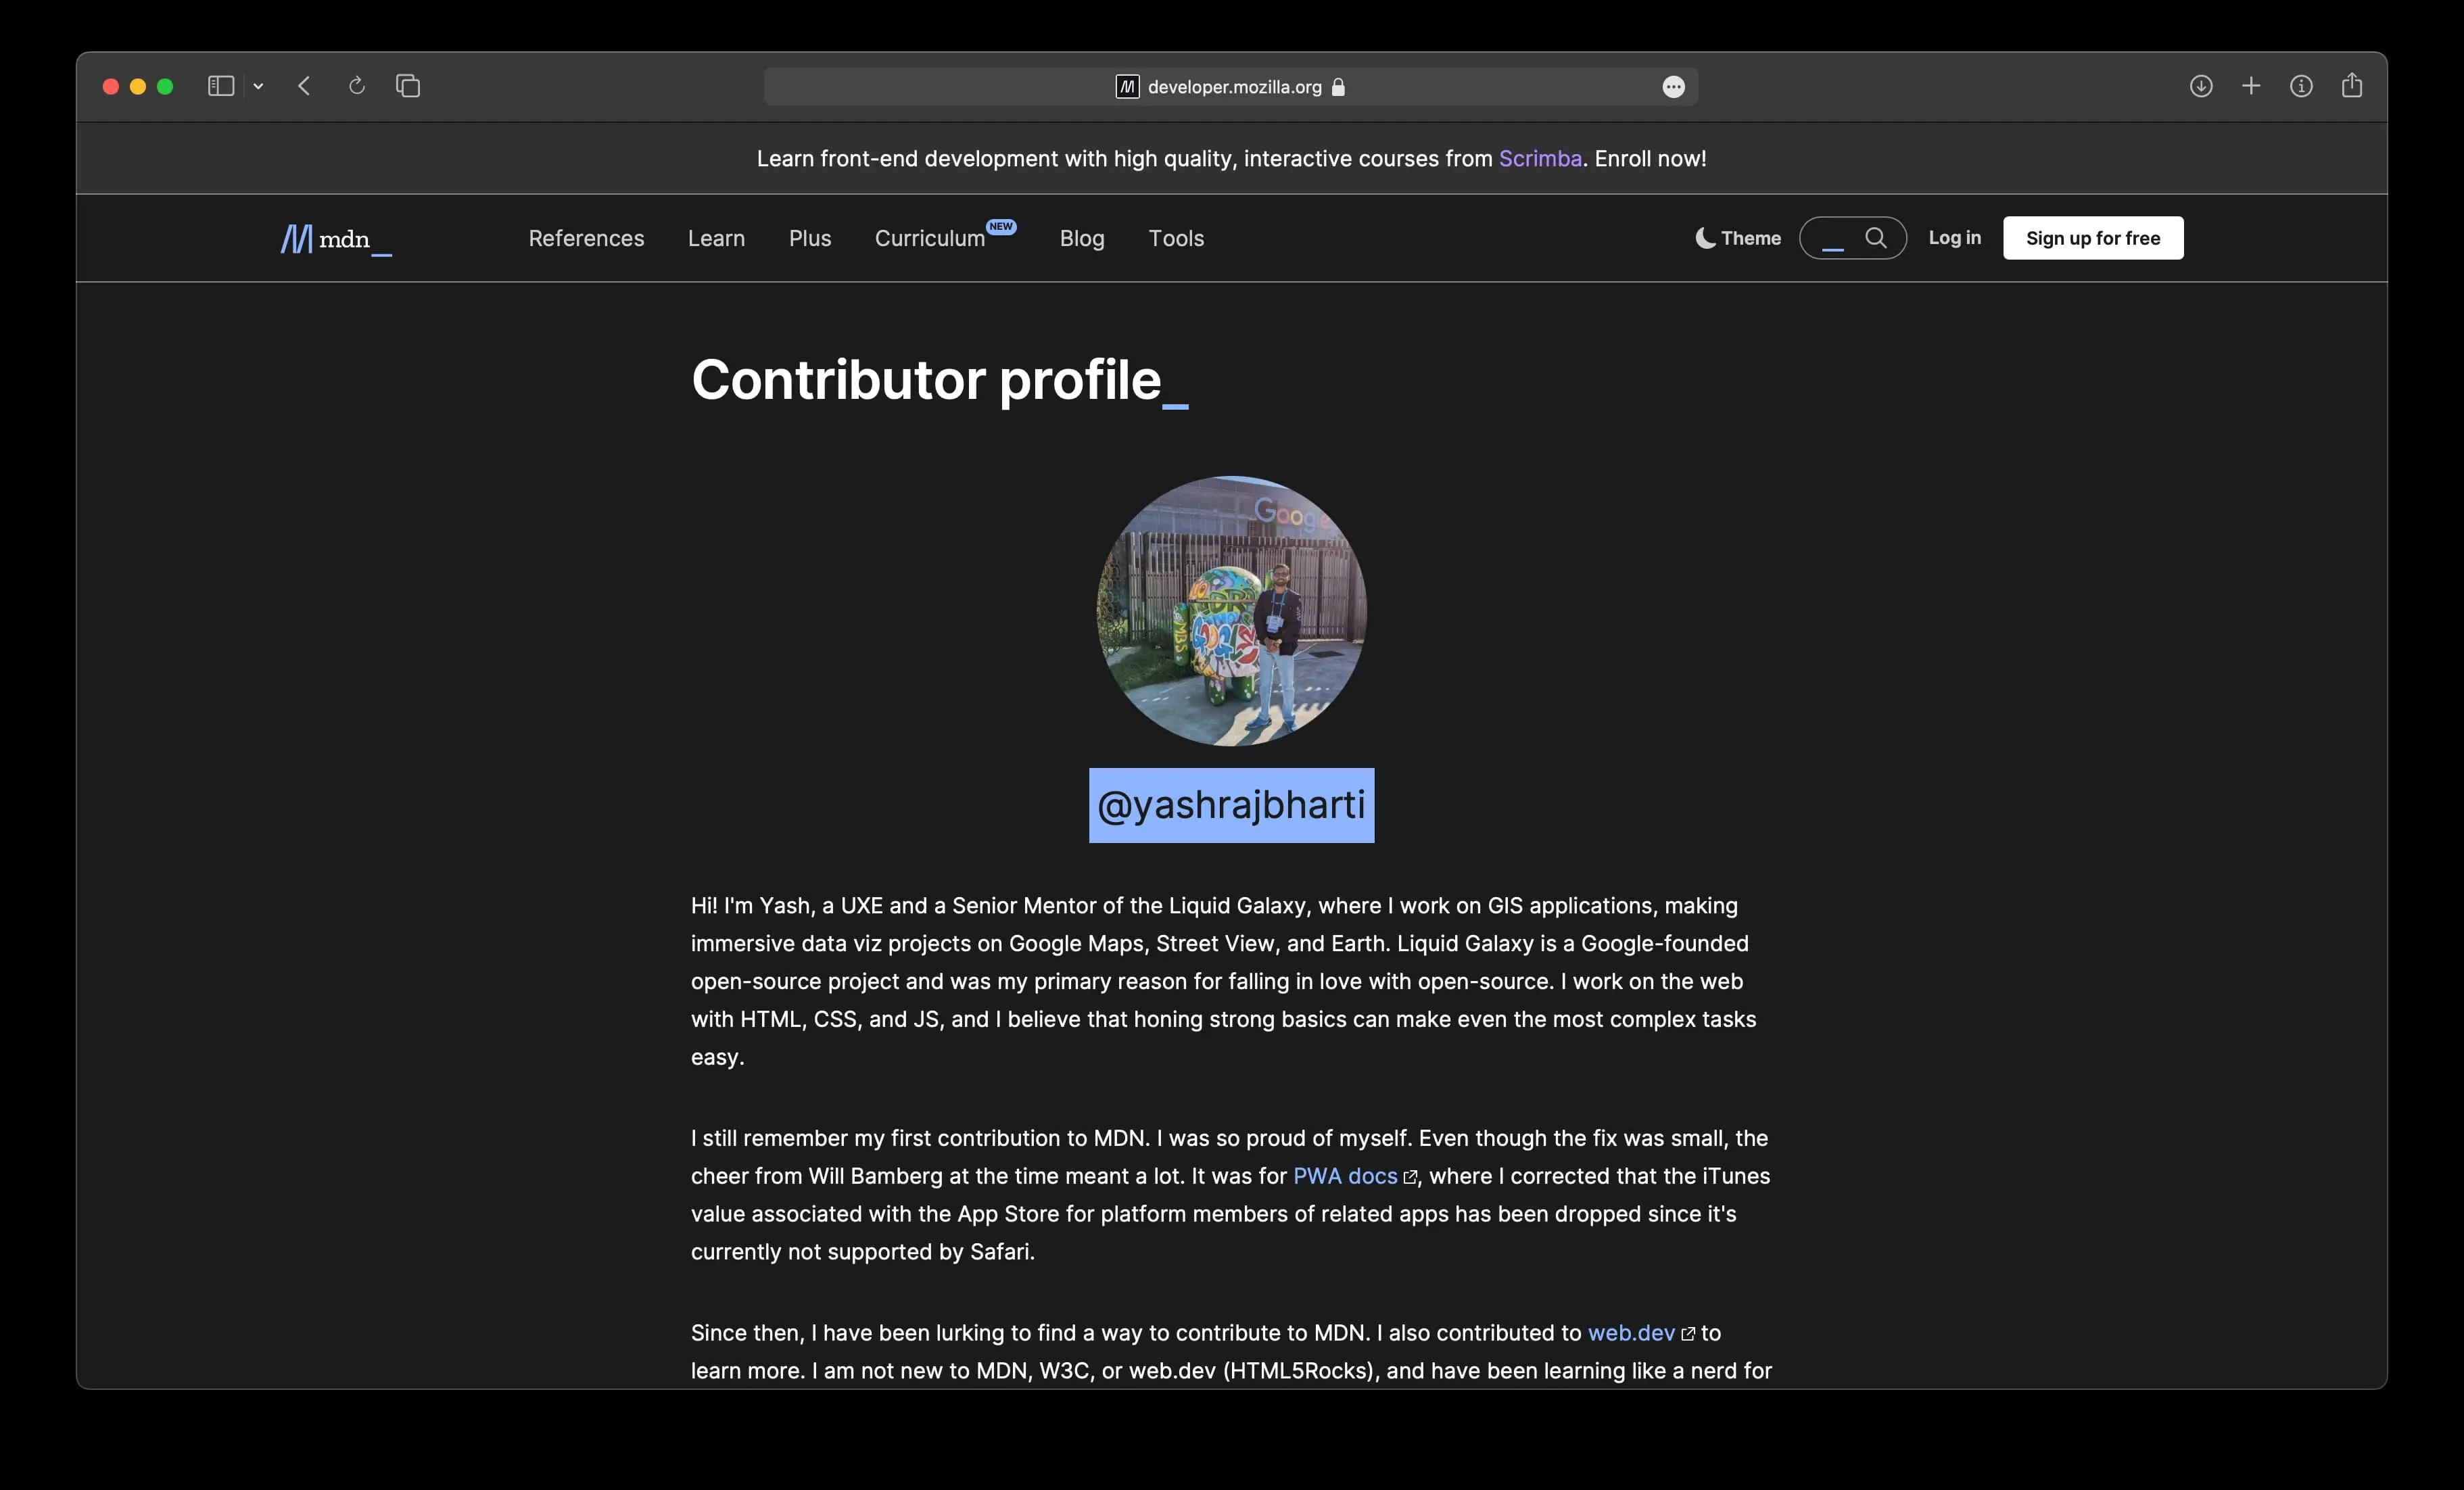 developer.mozilla.org
Learn front-end development with high quality, interactive courses from Scrimba. Enroll now!
mdn_
References Learn Plus Curriculum NEW Blog Tools
Theme _ Log in Sign up for free
Contributor profile_
Google
@yashrajbharti
Hi! I'm Yash, a UXE and a Senior Mentor of the Liquid Galaxy, where I work on GIS applications, making
immersive data viz projects on Google Maps, Street View, and Earth. Liquid Galaxy is a Google-founded
open-source project and was my primary reason for falling in love with open-source. I work on the web
with HTML, CSS, and JS, and I believe that honing strong basics can make even the most complex tasks
easy.
I still remember my first contribution to MDN. I was so proud of myself. Even though the fix was small, the
cheer from Will Bamberg at the time meant a lot. It was for PWA docs, where I corrected that the iTunes
value associated with the App Store for platform members of related apps has been dropped since it's
currently not supported by Safari.
Since then, I have been lurking to find a way to contribute to MDN. I also contributed to web.dev to
learn more. I am not new to MDN, W3C, or web.dev (HTML5Rocks), and have been learning like a nerd for